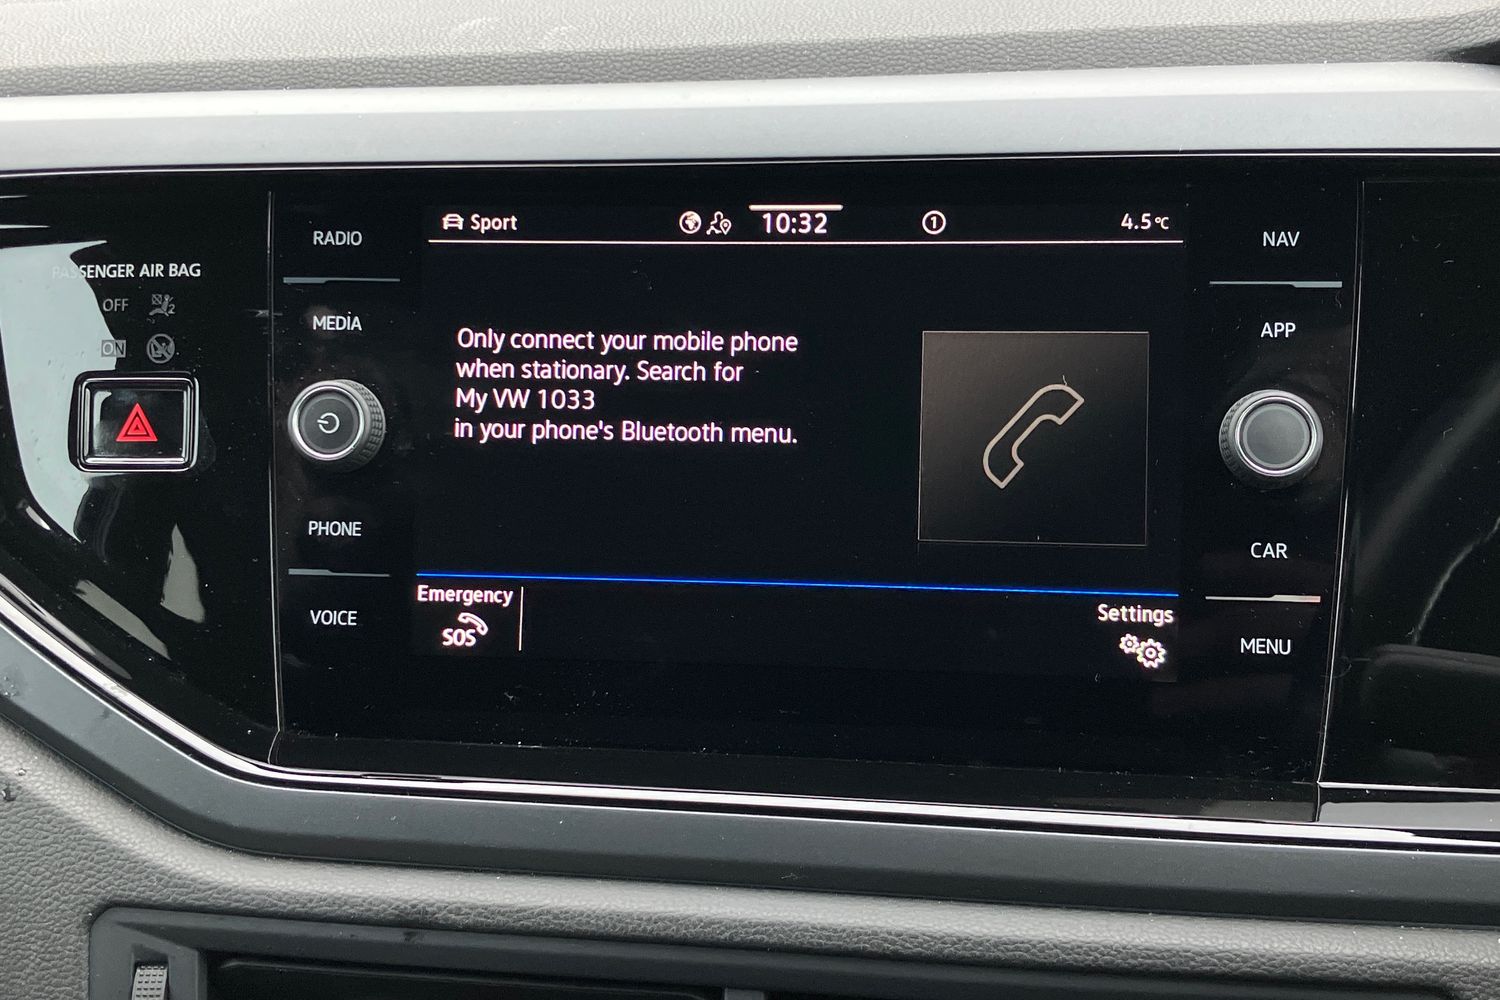 Sport
10:32
1
4.5°C
RADIO
MEDIA
PHONE
VOICE
PASSENGER AIR BAG
OFF
2
ON
Only connect your mobile phone
when stationary. Search for
My VW 1033
in your phone's Bluetooth menu.
Emergency
SOS
Settings
NAV
APP
CAR
MENU